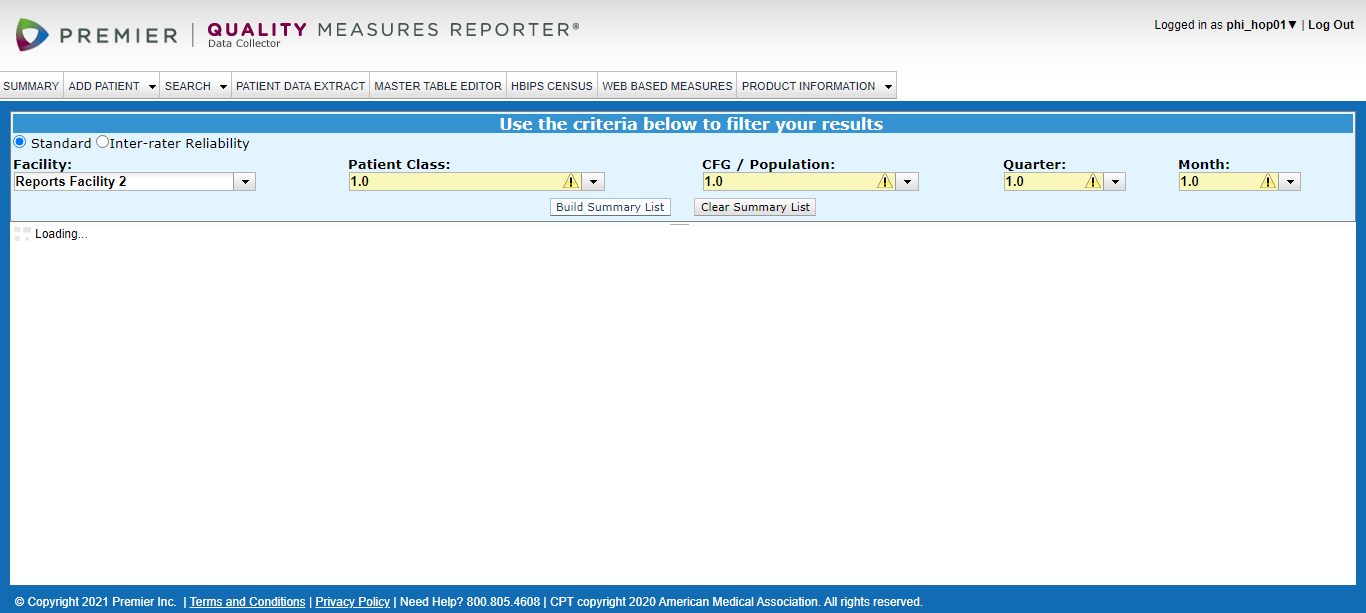 PREMIER | QUALITY MEASURES REPORTER®
Data Collector
Logged in as phi_hop01▼ | Log Out
SUMMARY ADD PATIENT SEARCH PATIENT DATA EXTRACT MASTER TABLE EDITOR HBIPS CENSUS WEB BASED MEASURES PRODUCT INFORMATION
Use the criteria below to filter your results
Standard Inter-rater Reliability
Facility: Patient Class: CFG / Population: Quarter: Month:
Reports Facility 2 1.0 1.0 1.0 1.0
Build Summary List Clear Summary List
Loading...
© Copyright 2021 Premier Inc. | Terms and Conditions | Privacy Policy | Need Help? 800.805.4608 | CPT copyright 2020 American Medical Association. All rights reserved.